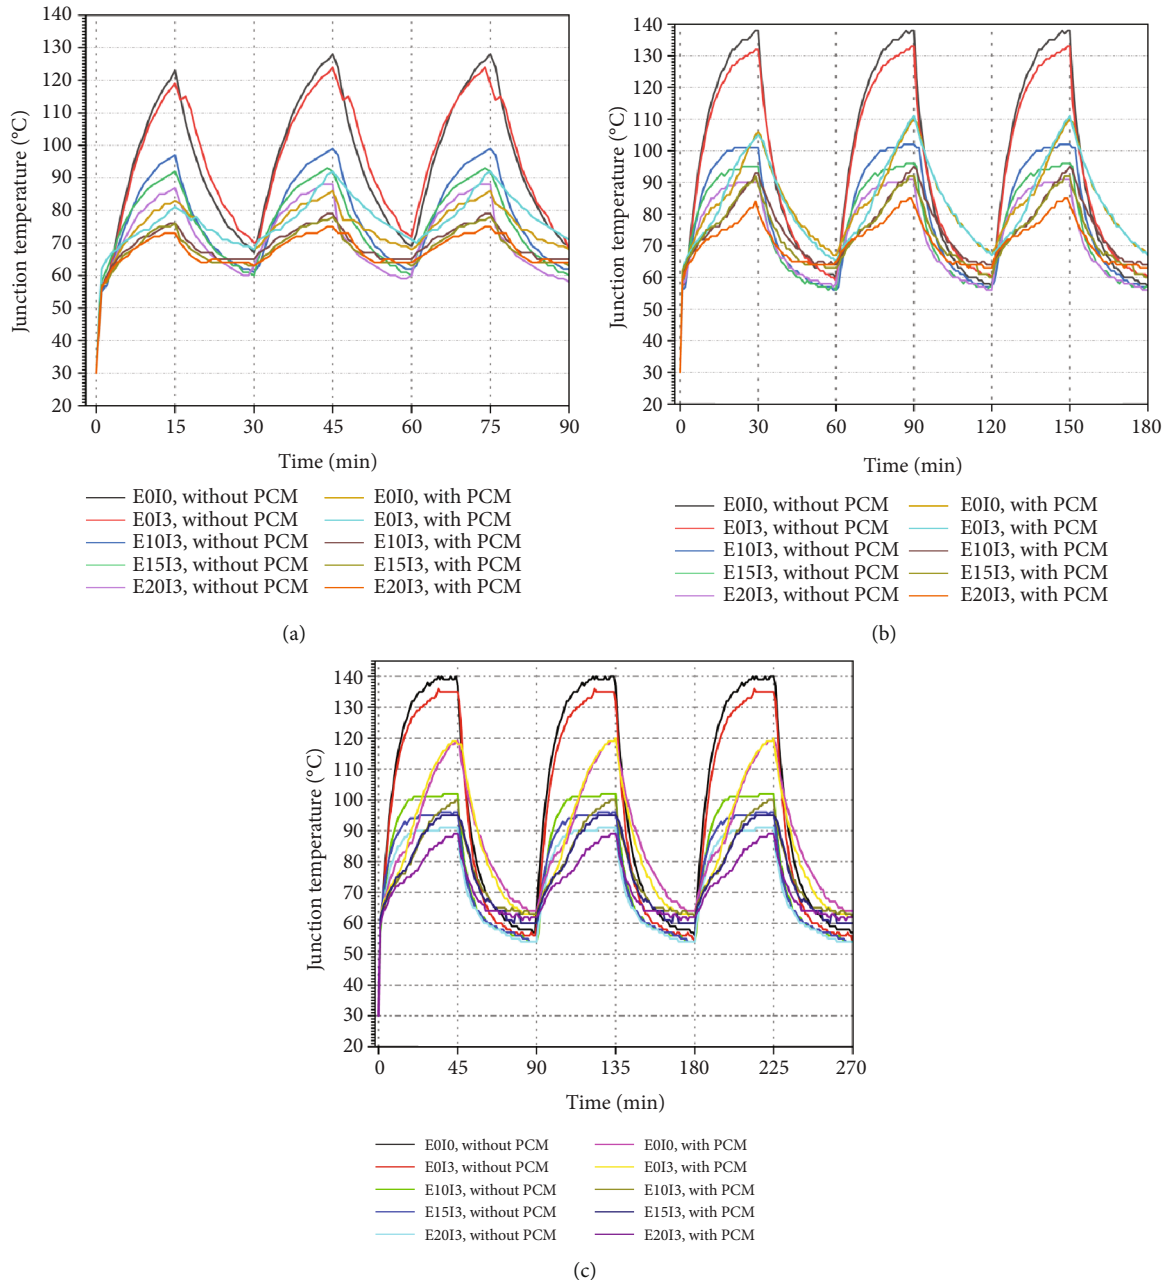 140
130
120
110
100
90
80
70
60
50
40
30
20
Junction temperature (°C)
0
15
30
45
60
75
90
Time (min)
E0I0, without PCM
E0I0, with PCM
E0I3, without PCM
E0I3, with PCM
E10I3, without PCM
E10I3, with PCM
E15I3, without PCM
E15I3, with PCM
E20I3, without PCM
E20I3, with PCM
(a)
140
130
120
110
100
90
80
70
60
50
40
30
20
Junction temperature (°C)
0
30
60
90
120
150
180
Time (min)
E0I0, without PCM
E0I0, with PCM
E0I3, without PCM
E0I3, with PCM
E10I3, without PCM
E10I3, with PCM
E15I3, without PCM
E15I3, with PCM
E20I3, without PCM
E20I3, with PCM
(b)
140
130
120
110
100
90
80
70
60
50
40
30
20
Junction temperature (°C)
0
45
90
135
180
225
270
Time (min)
E0I0, without PCM
E0I0, with PCM
E0I3, without PCM
E0I3, with PCM
E10I3, without PCM
E10I3, with PCM
E15I3, without PCM
E15I3, with PCM
E20I3, without PCM
E20I3, with PCM
(c)